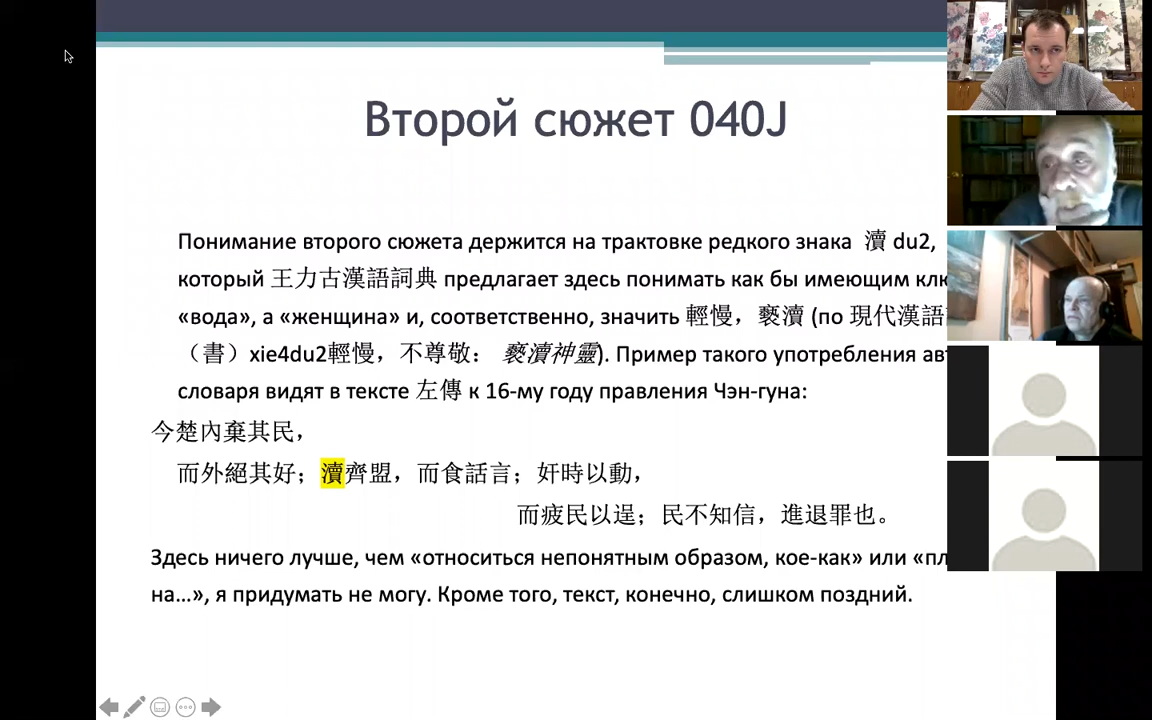 Второй сюжет 040J
Понимание второго сюжета держится на трактовке редкого знака 瀆 du2,
который 王力古漢語詞典 предлагает здесь понимать как бы имеющим
«вода», а «женщина» и, соответственно, значить 輕慢，褻瀆 (по 現代漢語
（書）xie4du2輕慢，不尊敬： 褻瀆神靈). Пример такого употребления
словаря видят в тексте 左傳 к 16-му году правления Чэн-гуна:
今楚內棄其民，
而外絕其好；瀆齊盟，而食話言；奸時以動，
而疲民以逞；民不知信，進退罪也。
Здесь ничего лучше, чем «относиться непонятным образом, кое-как» или
на…», я придумать не могу. Кроме того, текст, конечно, слишком поздний.